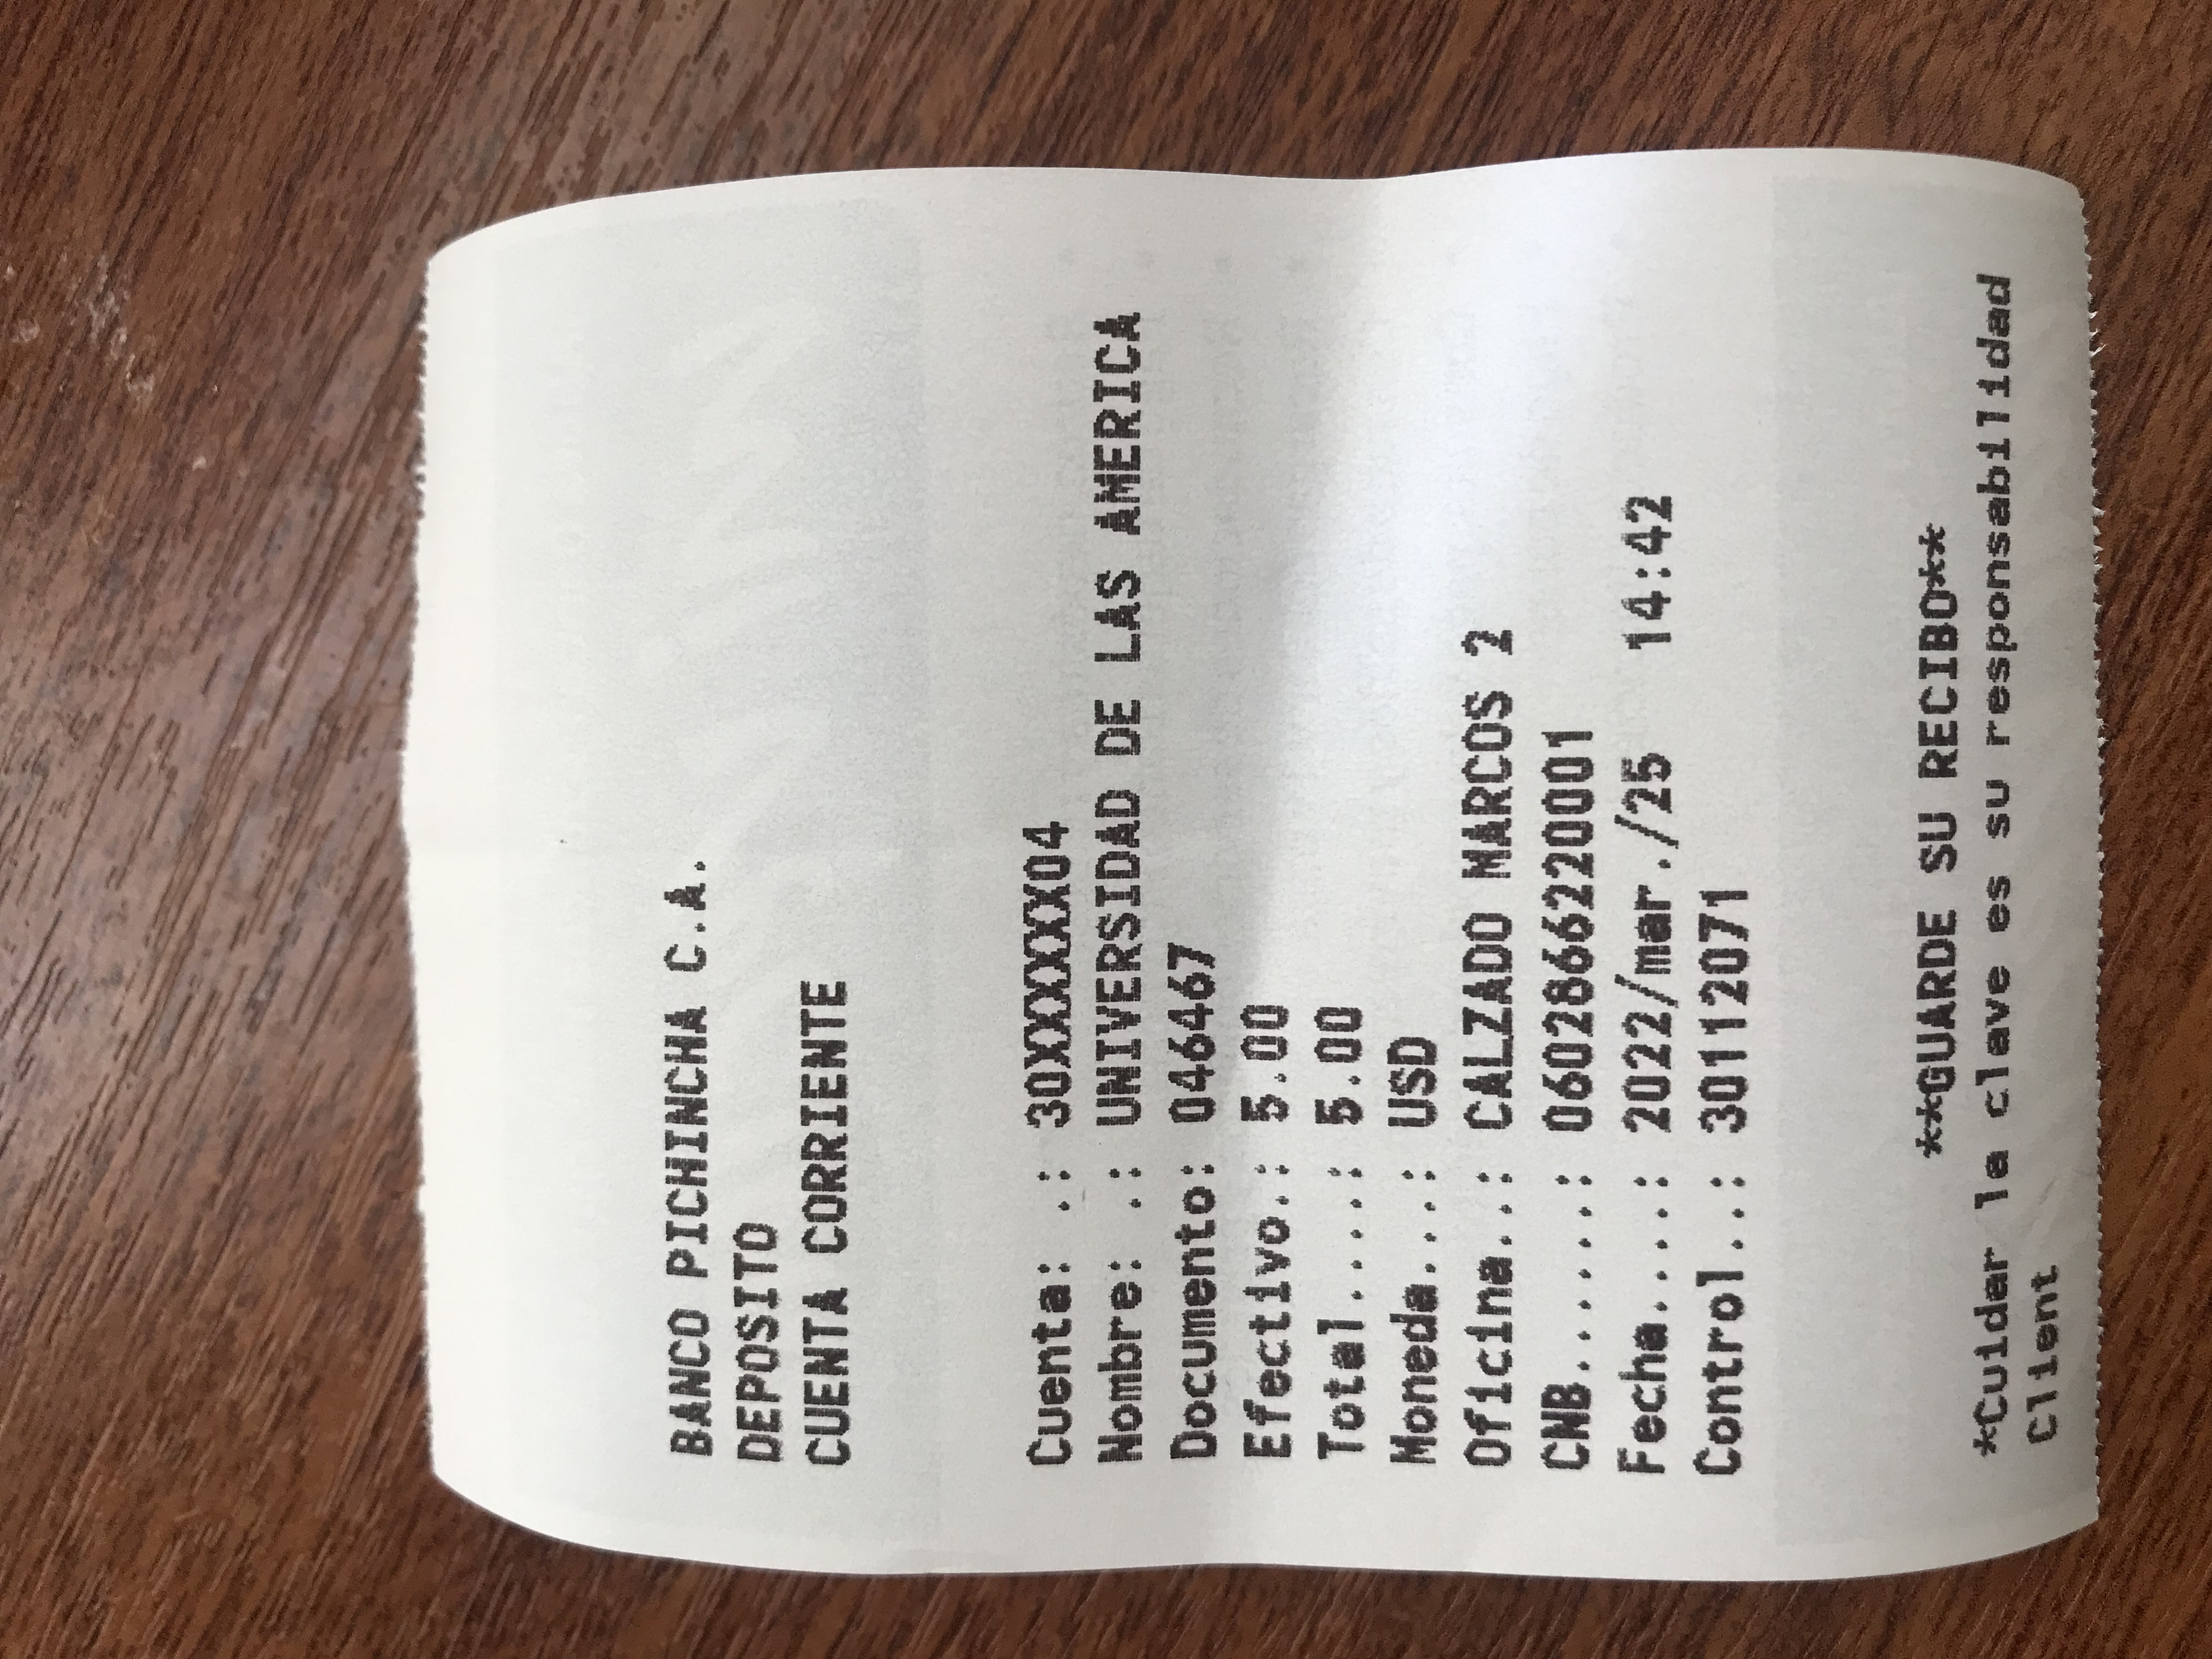 BANCO PICHINCHA C.A.
DEPOSITO
CUENTA CORRIENTE
Cuenta: .: 30XXXXXX04
Nombre: .: UNIVERSIDAD DE LAS AMERICA
Documento: 046467
Efectivo.: 5.00
Total.....: 5.00
Moneda....: USD
Oficina..: CALZADO MARCOS 2
CNB.......: 0602866220001
Fecha.....: 2022/mar./25 14:42
Control...: 30112071
**GUARDE SU RECIBO**
*Cuidar la clave es su responsabilidad
Client